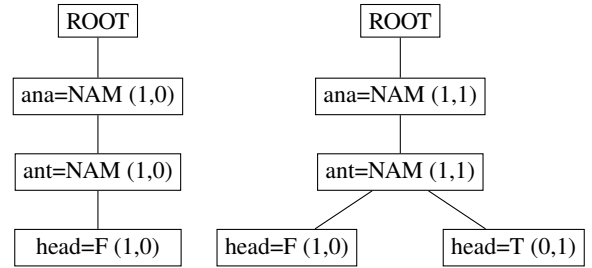 ROOT ROOT
ana=NAM (1,0) ana=NAM (1,1)
ant=NAM (1,0) ant=NAM (1,1)
head=F (1,0) head=F (1,0) head=T (0,1)